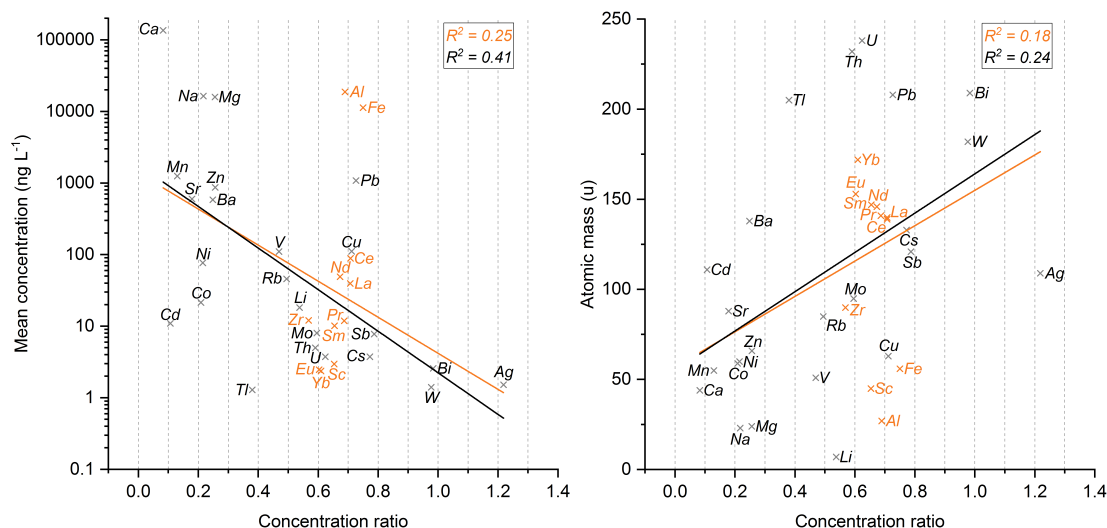 R² = 0.25
R² = 0.41
100000
10000
1000
100
10
1
0.1
Mean concentration (ng L⁻¹)
Ca
Na
Mg
Al
Fe
Mn
Sr
Zn
Ba
Pb
V
Cu
Ni
Ce
Nd
Rb
La
Co
Li
Cd
Zr
Pr
Mo
Sm
Sb
Th
U
Cs
Eu
Yb
Sc
Bi
Tl
W
Ag
0.0
0.2
0.4
0.6
0.8
1.0
1.2
1.4
Concentration ratio
R² = 0.18
R² = 0.24
250
200
150
100
50
0
Atomic mass (u)
U
Th
Tl
Pb
Bi
W
Yb
Eu
Nd
Sm
Pr
La
Ce
Ba
Cs
Sb
Cd
Ag
Mo
Sr
Zr
Rb
Zn
Cu
Ni
Mn
Co
V
Fe
Ca
Sc
Na
Mg
Al
Li
0.0
0.2
0.4
0.6
0.8
1.0
1.2
1.4
Concentration ratio